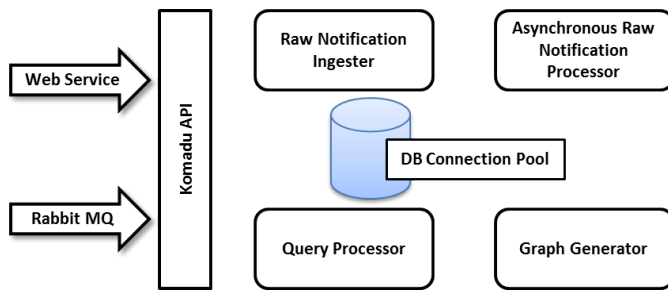 Web Service
Rabbit MQ
Komadu API
Raw Notification
Ingester
Asynchronous Raw
Notification
Processor
DB Connection Pool
Query Processor
Graph Generator